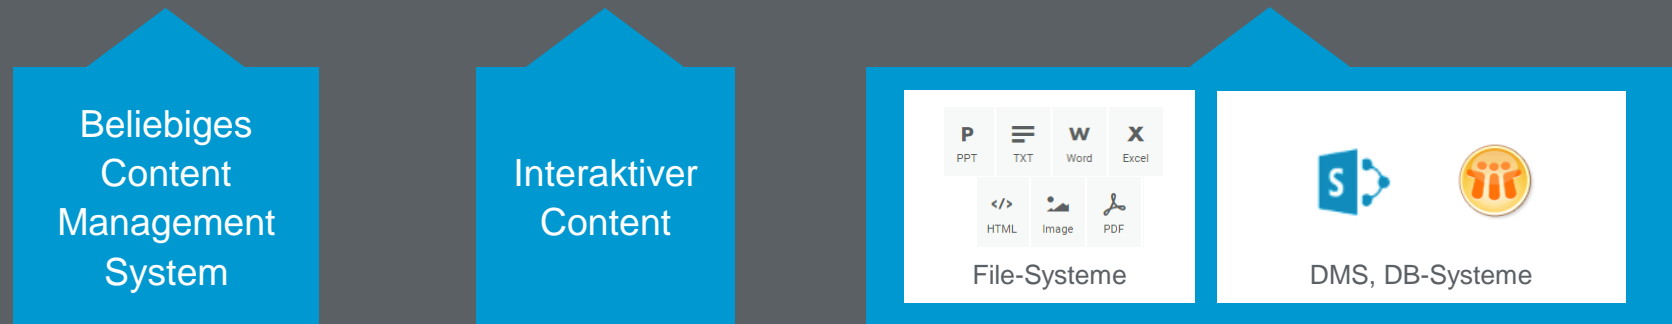 Beliebiges
Content
Management
System
Interaktiver
Content
P W X
PPT TXT Word Excel
</>
HTML Image PDF
File-Systeme
S
DMS, DB-Systeme